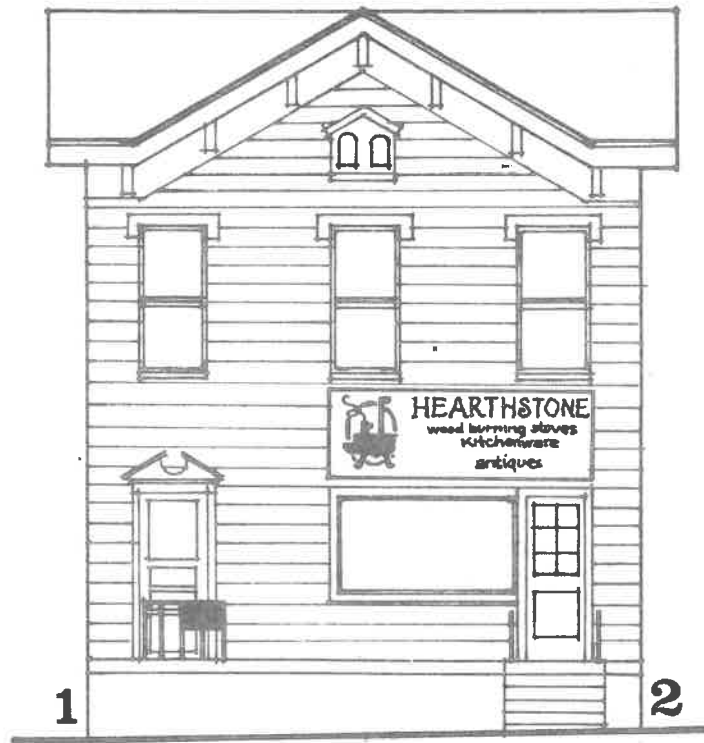 HEARTHSTONE
wood burning stoves
Kitchenware
antiques
1
2